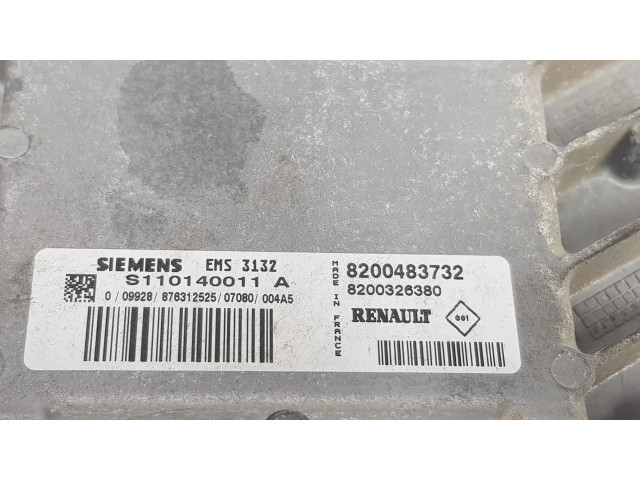 SIEMENS EMS 3132
S110140011 A
0 / 09928 / 876312525 / 07080 / 004A5
MADE IN FRANCE
8200483732
8200326380
RENAULT 001